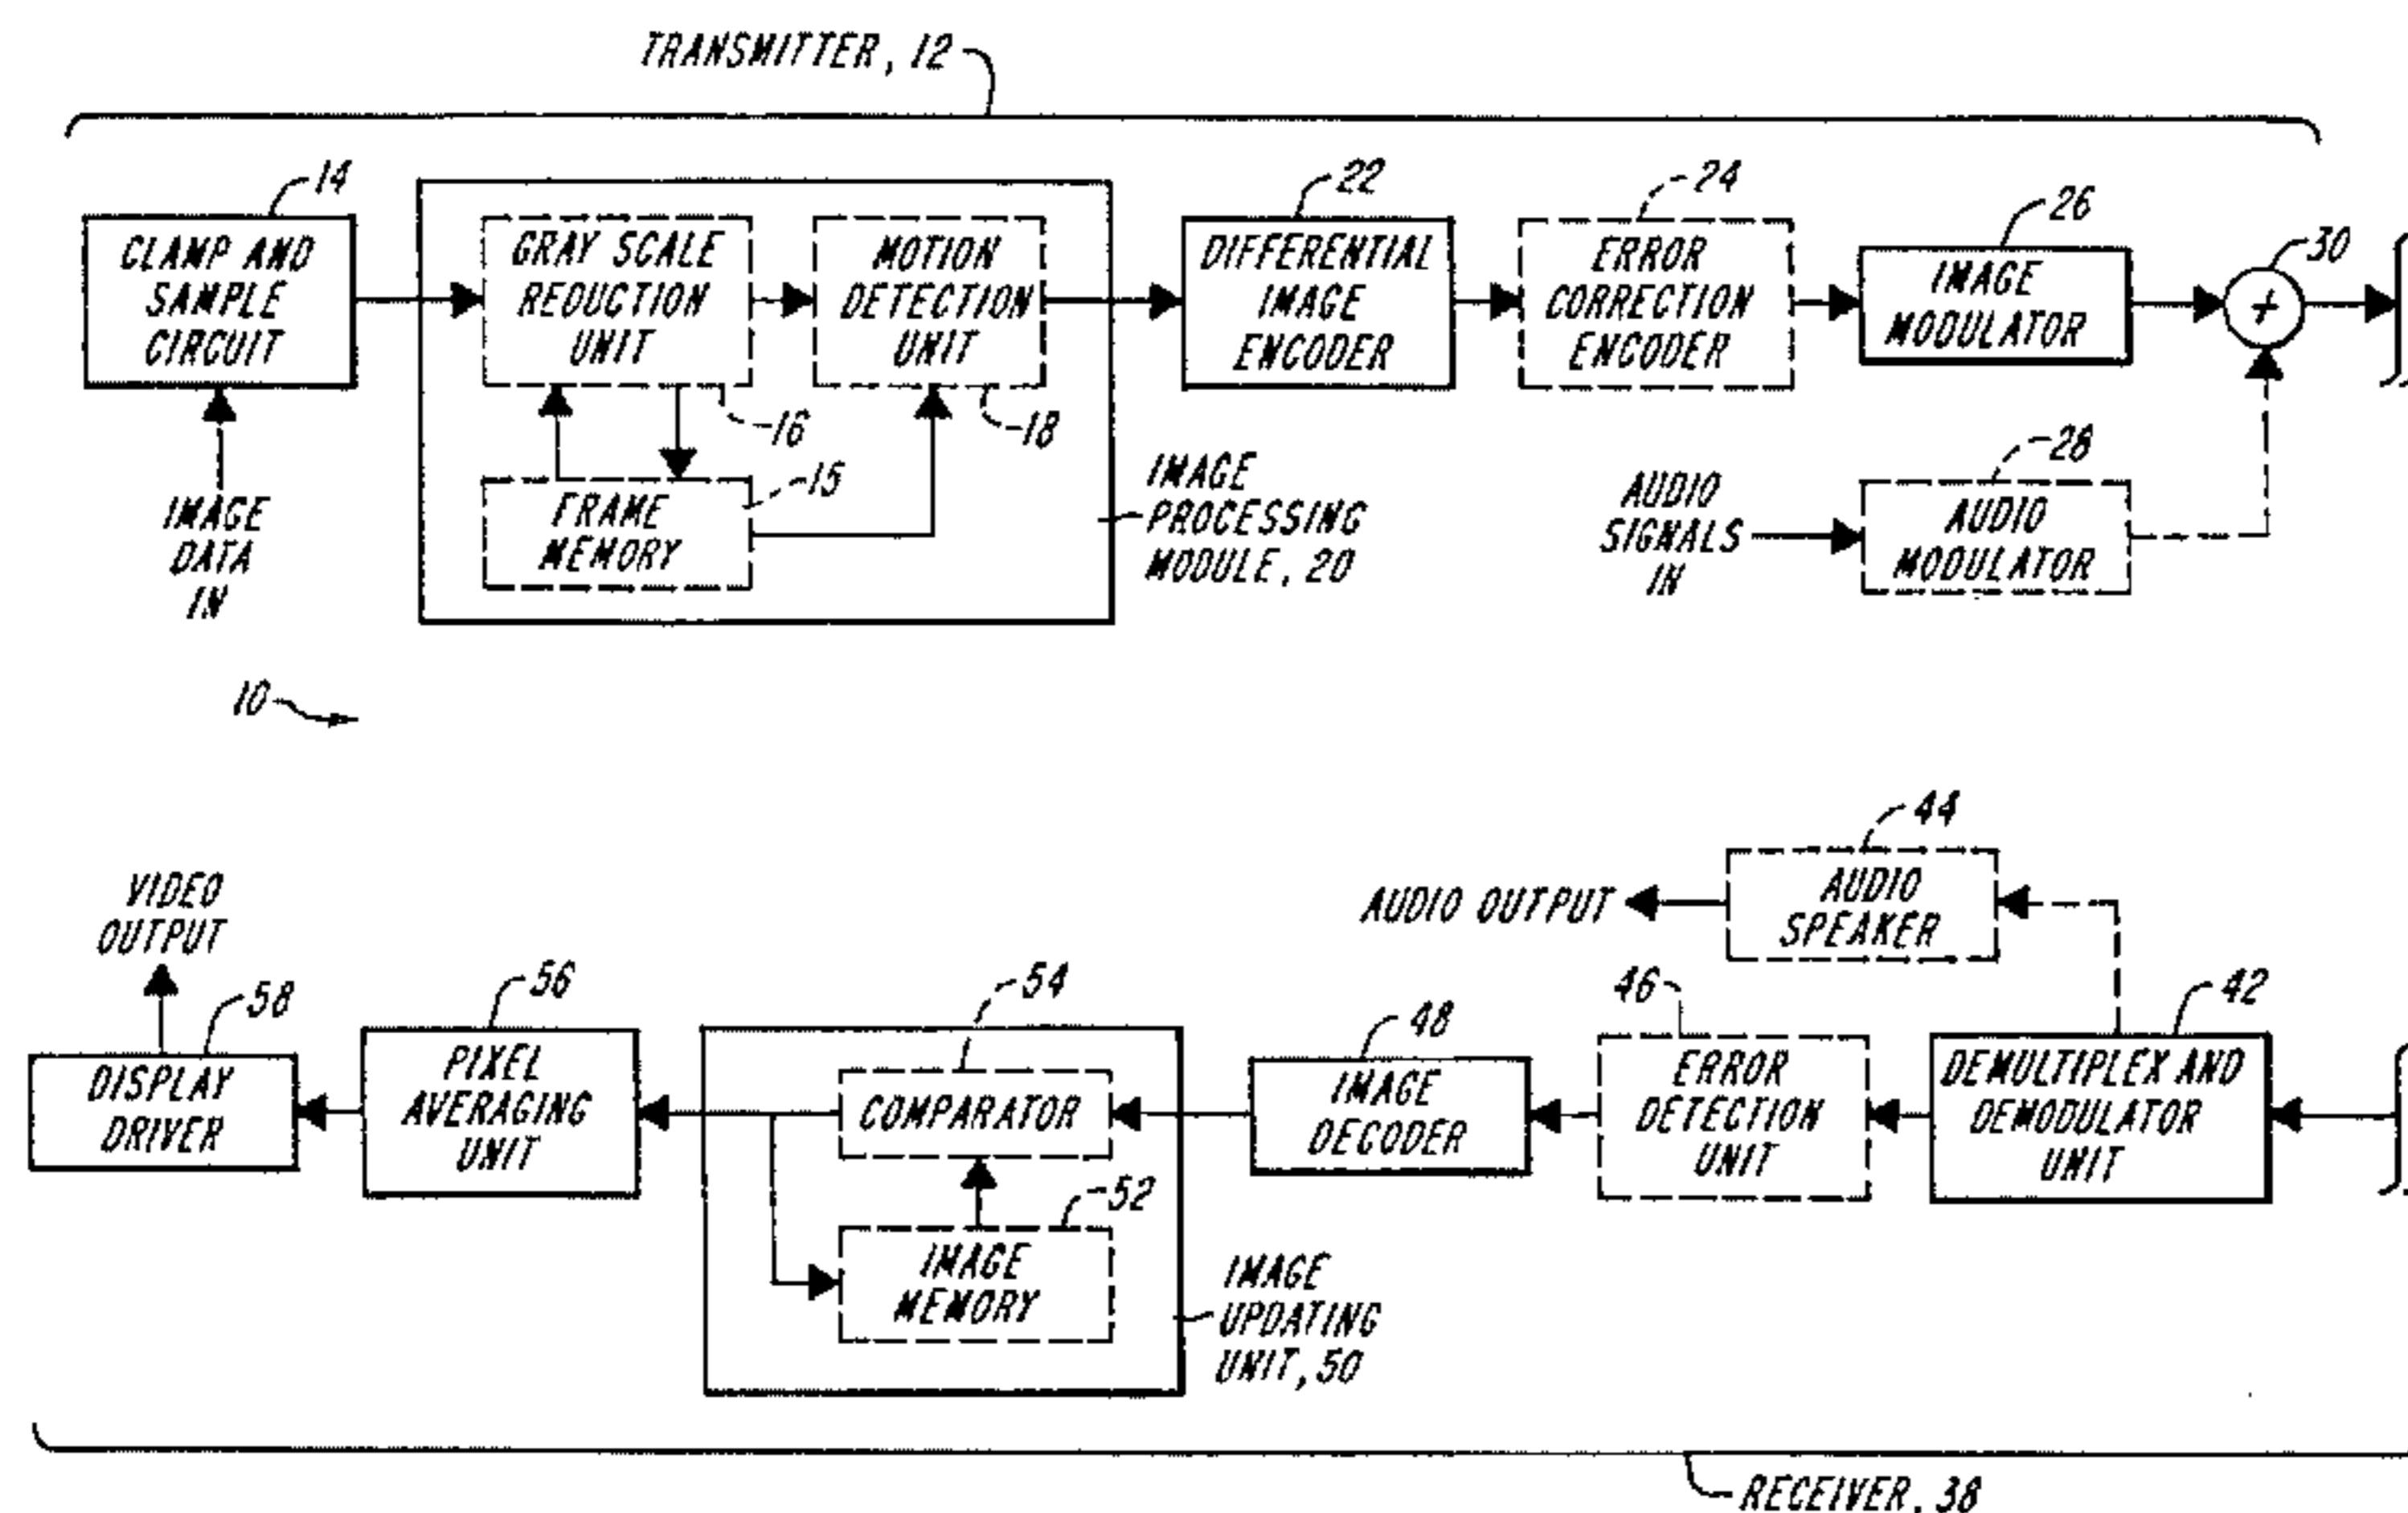 TRANSMITTER, 12
14
CLAMP AND
SAMPLE
CIRCUIT
IMAGE
DATA
IN
GRAY SCALE
REDUCTION
UNIT
16
MOTION
DETECTION
UNIT
18
FRAME
MEMORY
15
IMAGE
PROCESSING
MODULE, 20
22
DIFFERENTIAL
IMAGE
ENCODER
24
ERROR
CORRECTION
ENCODER
26
IMAGE
MODULATOR
30
+
AUDIO
SIGNALS
IN
28
AUDIO
MODULATOR
10
44
AUDIO
SPEAKER
AUDIO OUTPUT
VIDEO
OUTPUT
58
DISPLAY
DRIVER
56
PIXEL
AVERAGING
UNIT
54
COMPARATOR
52
IMAGE
MEMORY
IMAGE
UPDATING
UNIT, 50
48
IMAGE
DECODER
46
ERROR
DETECTION
UNIT
42
DEMULTIPLEX AND
DEMODULATOR
UNIT
RECEIVER, 38